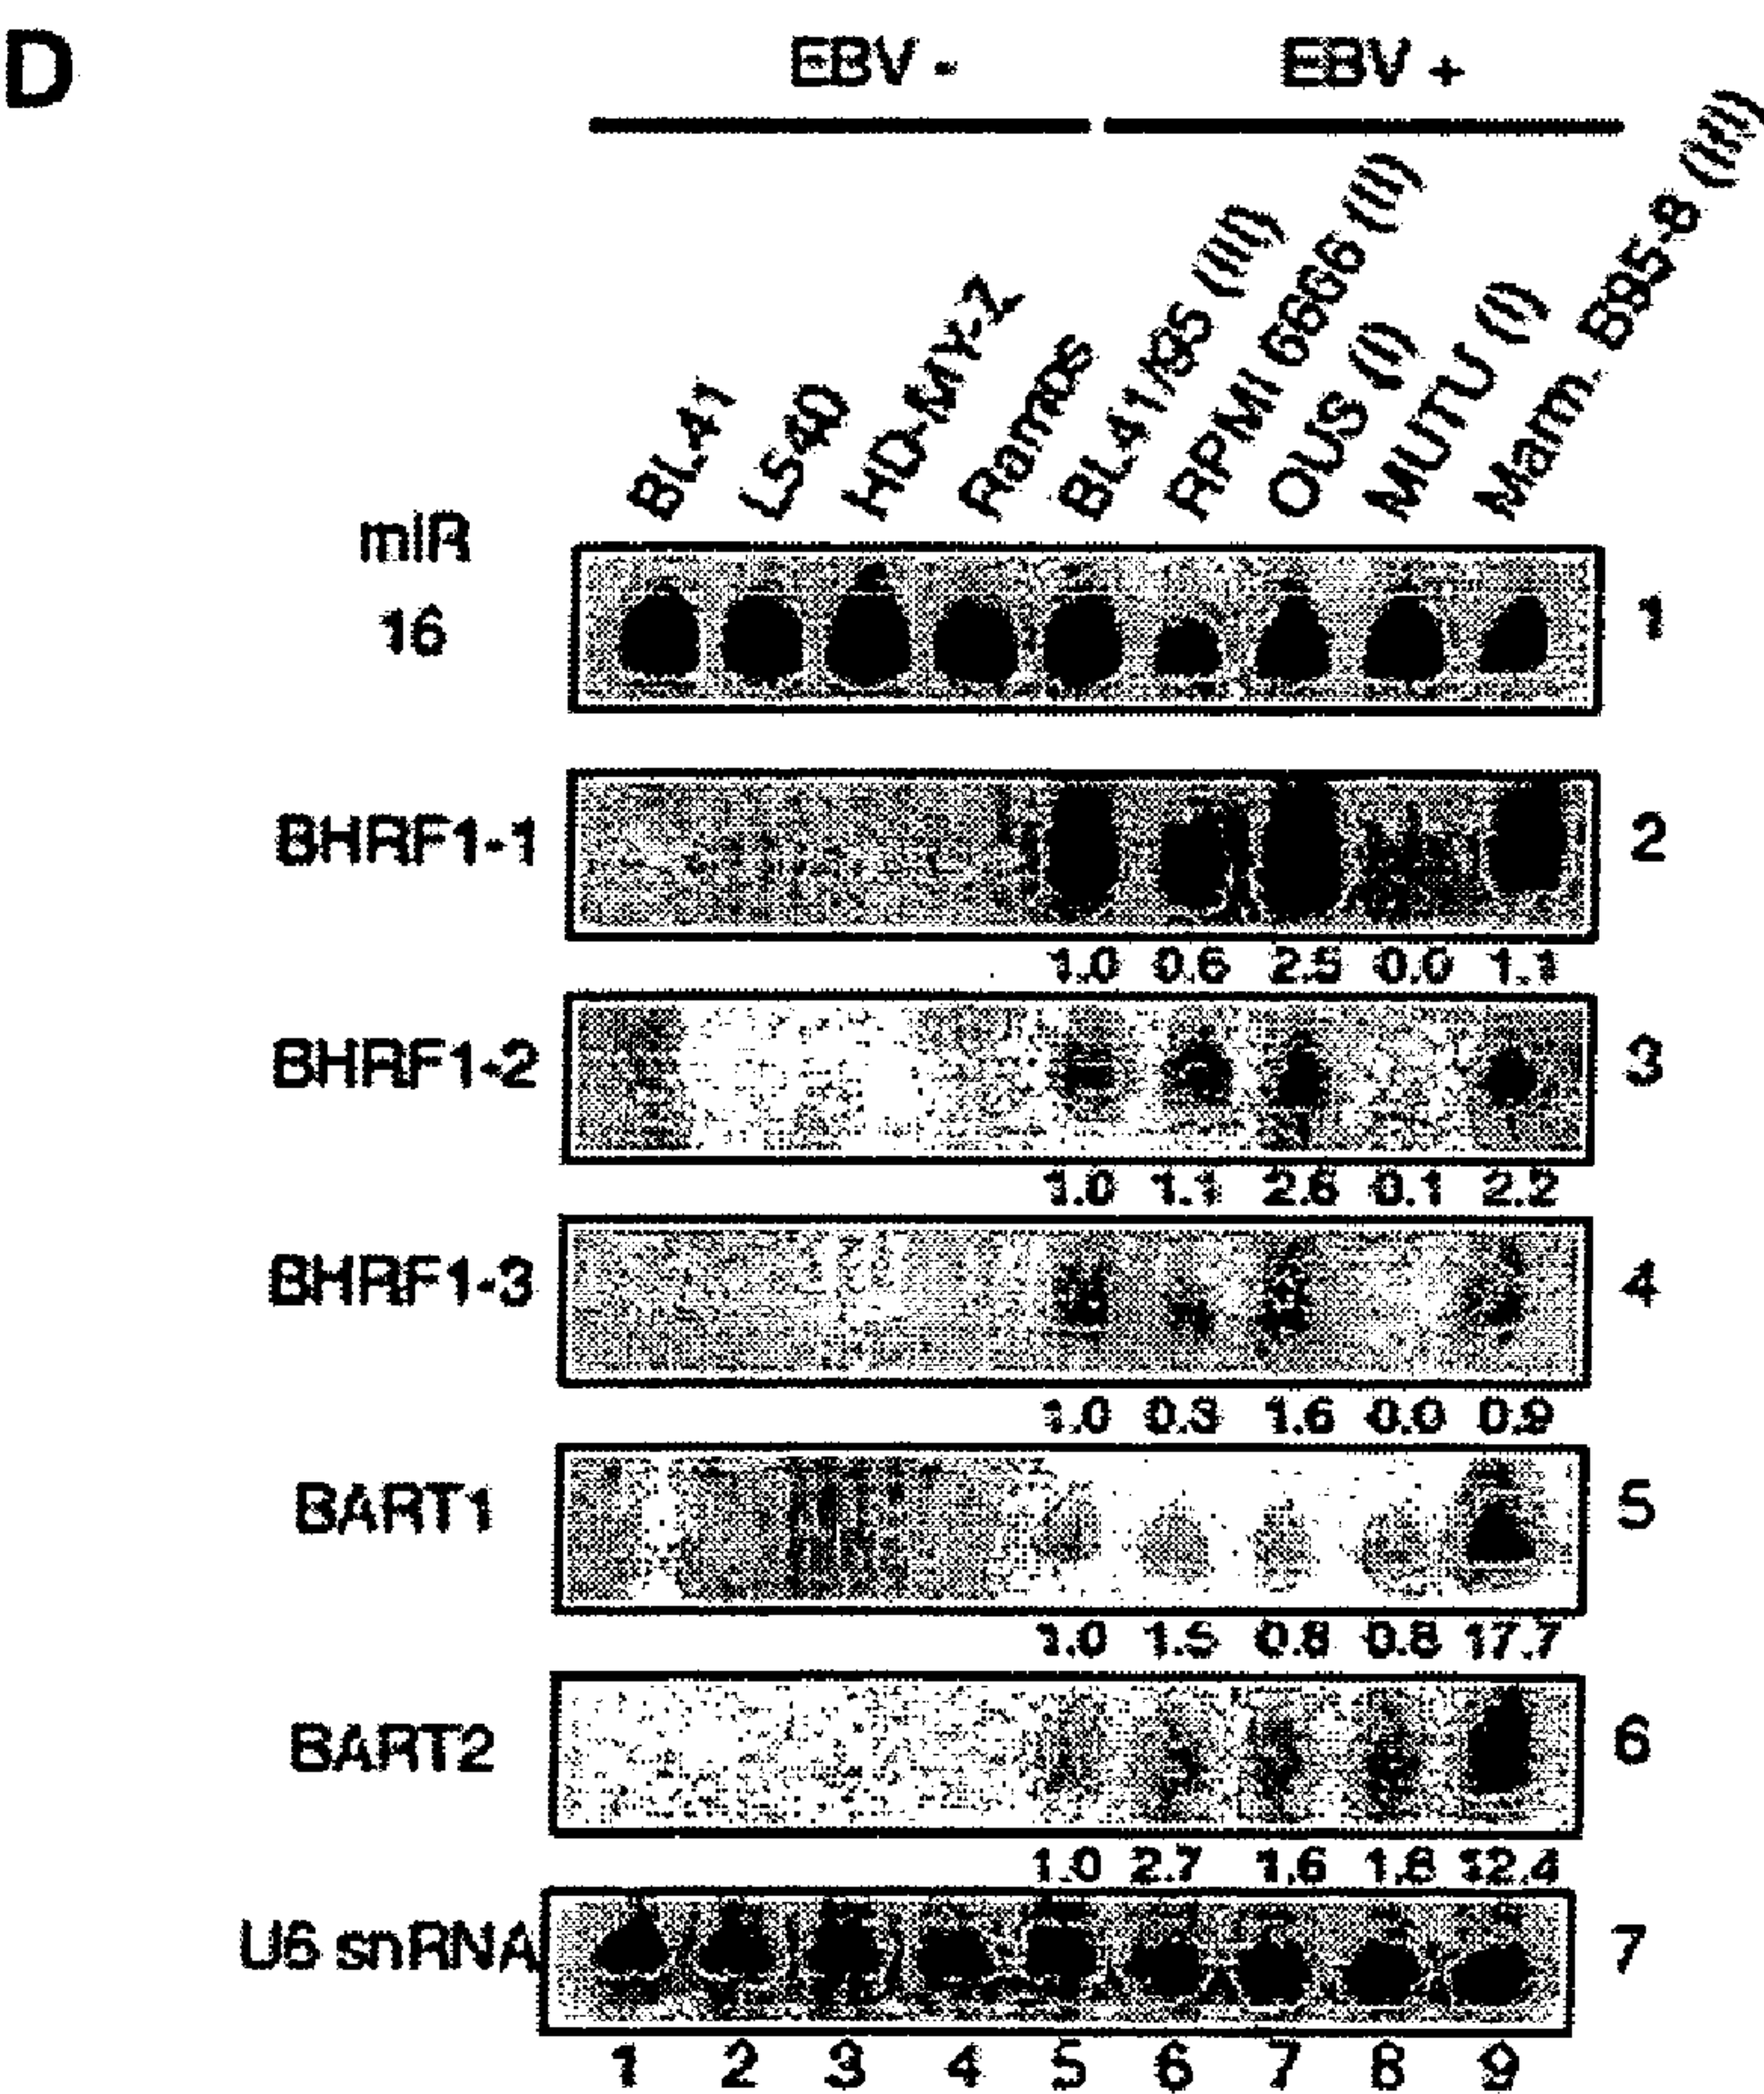 D
EBV - EBV +
BL41 L540 HD-MY-Z Ramos BL41/95 (III) RPMI 6666 (II) OUS (I) MUTU (I) Mam. B95-8 (III)
miR
16 1
BHRF1-1 2
1.0 0.6 2.5 0.0 1.1
BHRF1-2 3
1.0 1.1 2.6 0.1 2.2
BHRF1-3 4
1.0 0.3 1.6 0.0 0.9
BART1 5
1.0 1.5 0.8 0.8 17.7
BART2 6
1.0 2.7 1.6 1.8 12.4
U6 snRNA 7
1 2 3 4 5 6 7 8 9